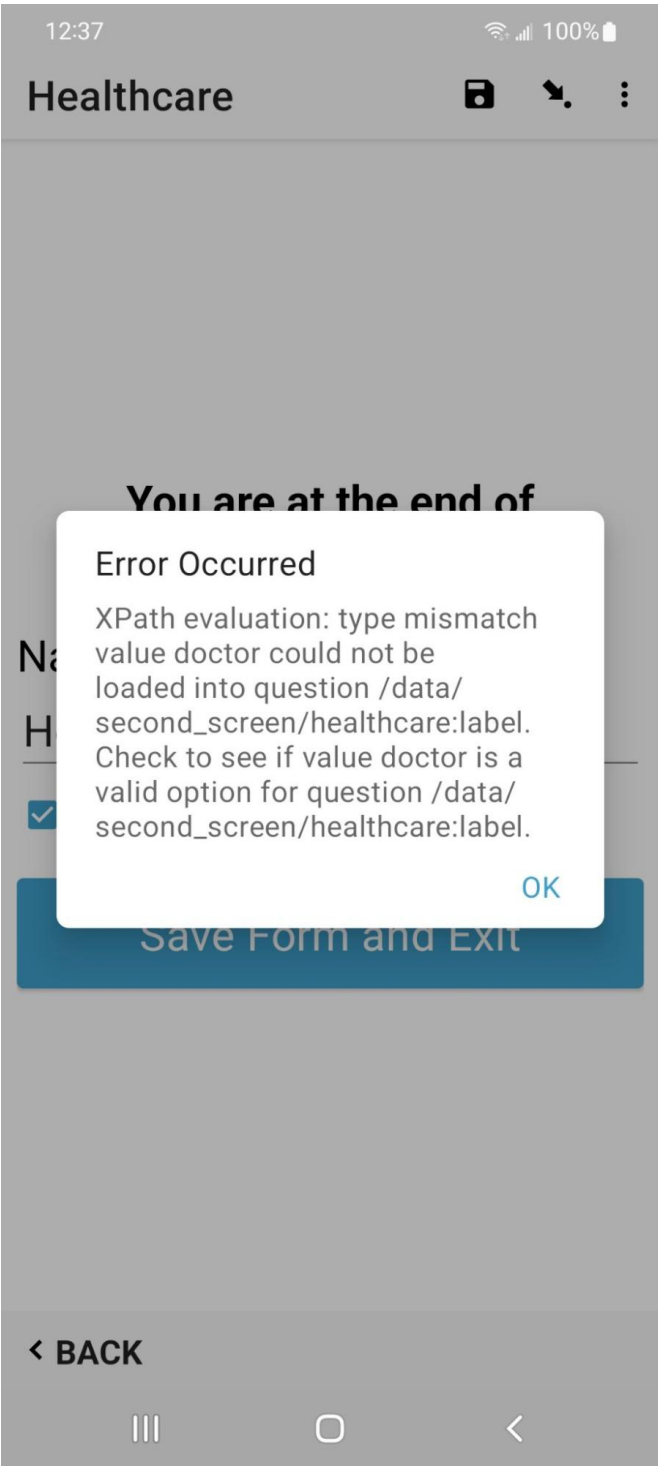 12:37 100%
Healthcare
You are at the end of
Error Occurred
XPath evaluation: type mismatch
value doctor could not be
loaded into question /data/
second_screen/healthcare:label.
Check to see if value doctor is a
valid option for question /data/
second_screen/healthcare:label.
OK
Save Form and Exit
BACK